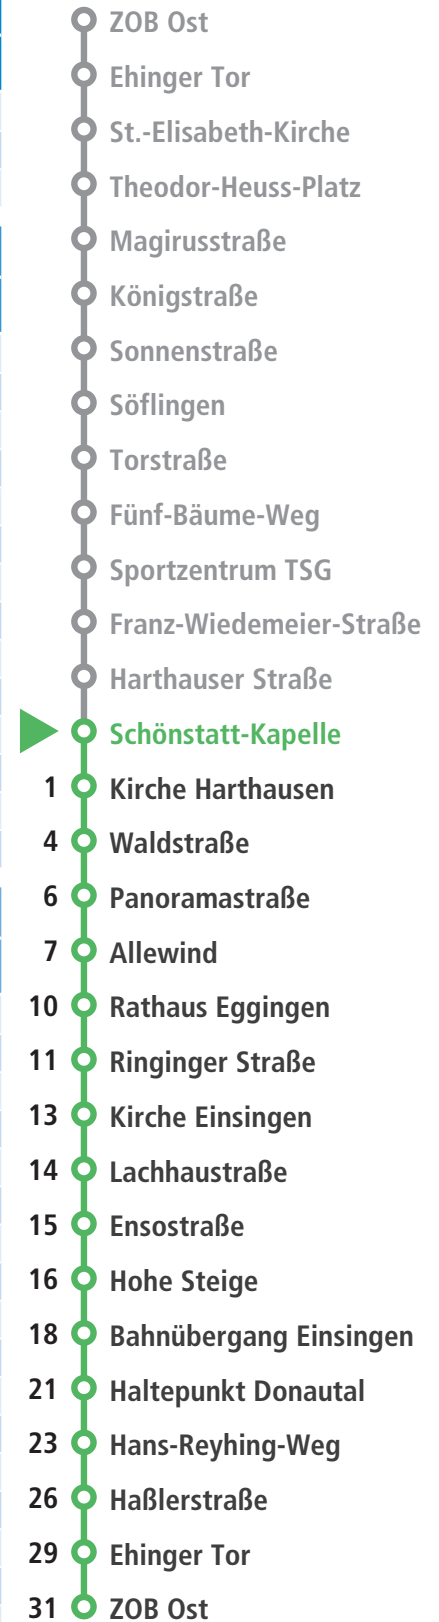 ZOB Ost
Ehinger Tor
St.-Elisabeth-Kirche
Theodor-Heuss-Platz
Magirusstraße
Königstraße
Sonnenstraße
Söflingen
Torstraße
Fünf-Bäume-Weg
Sportzentrum TSG
Franz-Wiedemeier-Straße
Harthauser Straße
Schönstatt-Kapelle
1 Kirche Harthausen
4 Waldstraße
6 Panoramastraße
7 Allewind
10 Rathaus Eggingen
11 Ringinger Straße
13 Kirche Einsingen
14 Lachhaustraße
15 Ensostraße
16 Hohe Steige
18 Bahnübergang Einsingen
21 Haltepunkt Donautal
23 Hans-Reyhing-Weg
26 Haßlerstraße
29 Ehinger Tor
31 ZOB Ost